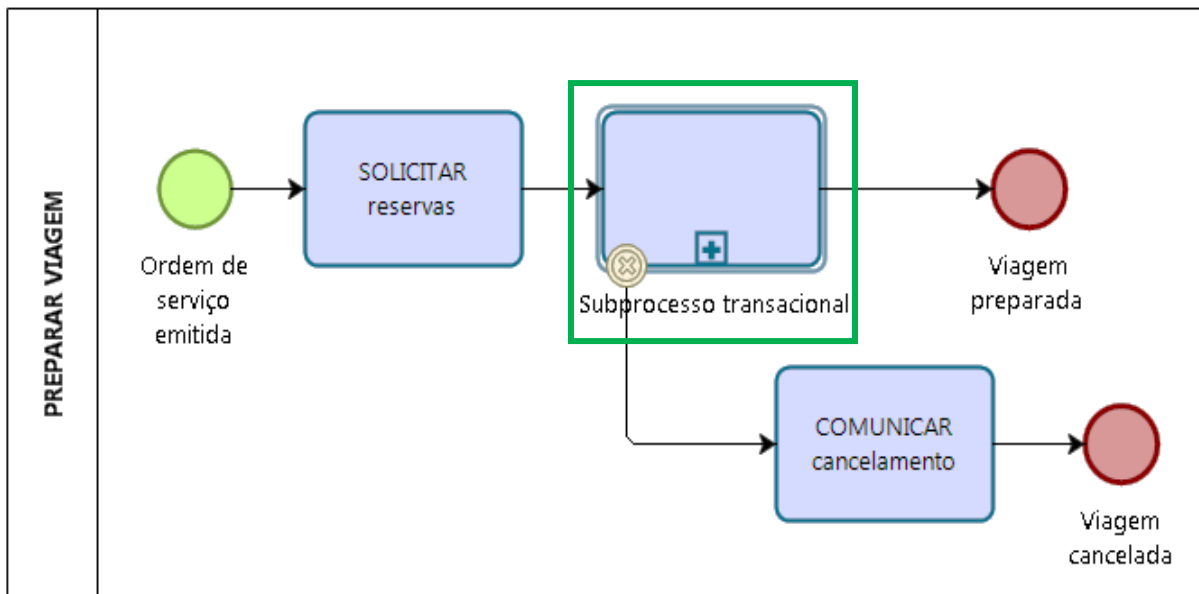 PREPARAR VIAGEM
Ordem de
serviço
emitida
SOLICITAR
reservas
Subprocesso transacional
Viagem
preparada
COMUNICAR
cancelamento
Viagem
cancelada